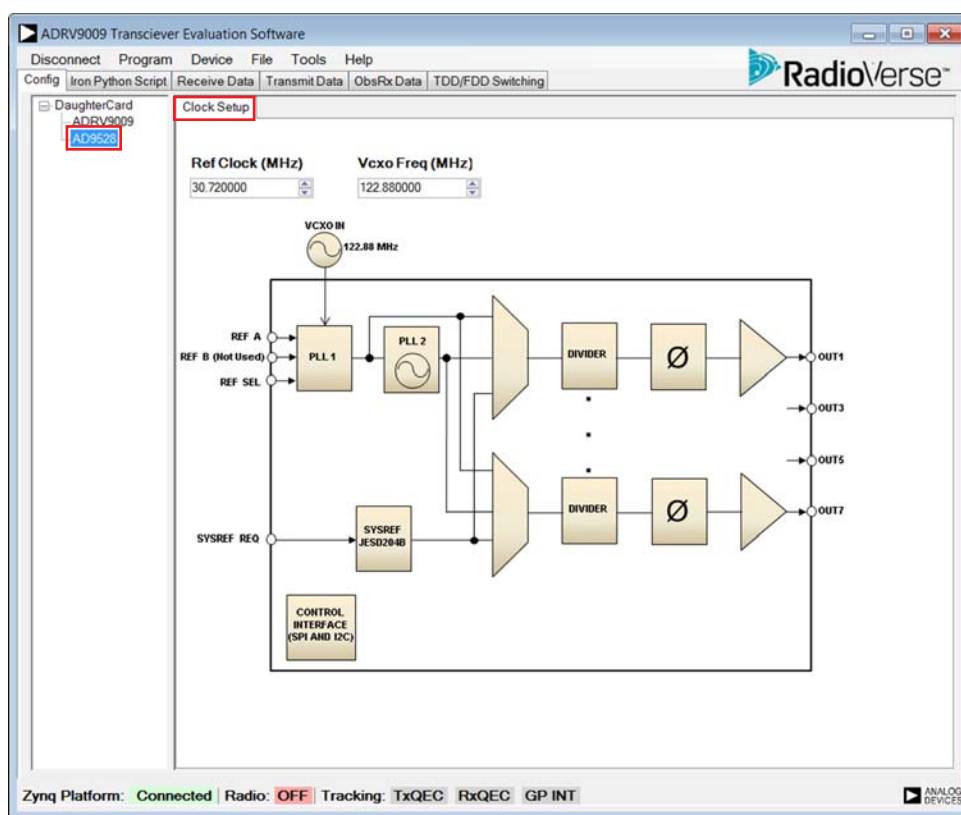 ADRV9009 Transciever Evaluation Software
Disconnect Program Device File Tools Help
RadioVerse™
Config Iron Python Script Receive Data Transmit Data ObsRx Data TDD/FDD Switching
DaughterCard
ADRV9009
AD9528
Clock Setup
Ref Clock (MHz) Vcxo Freq (MHz)
30.720000 122.880000
VCXO IN
122.88 MHz
REF A
REF B (Not Used)
REF SEL
PLL 1
PLL 2
DIVIDER
Ø
OUT1
OUT3
OUT5
DIVIDER
Ø
OUT7
SYSREF REQ
SYSREF
JESD204B
CONTROL
INTERFACE
(SPI AND I2C)
Zynq Platform: Connected Radio: OFF Tracking: TxQEC RxQEC GP INT
ANALOG
DEVICES